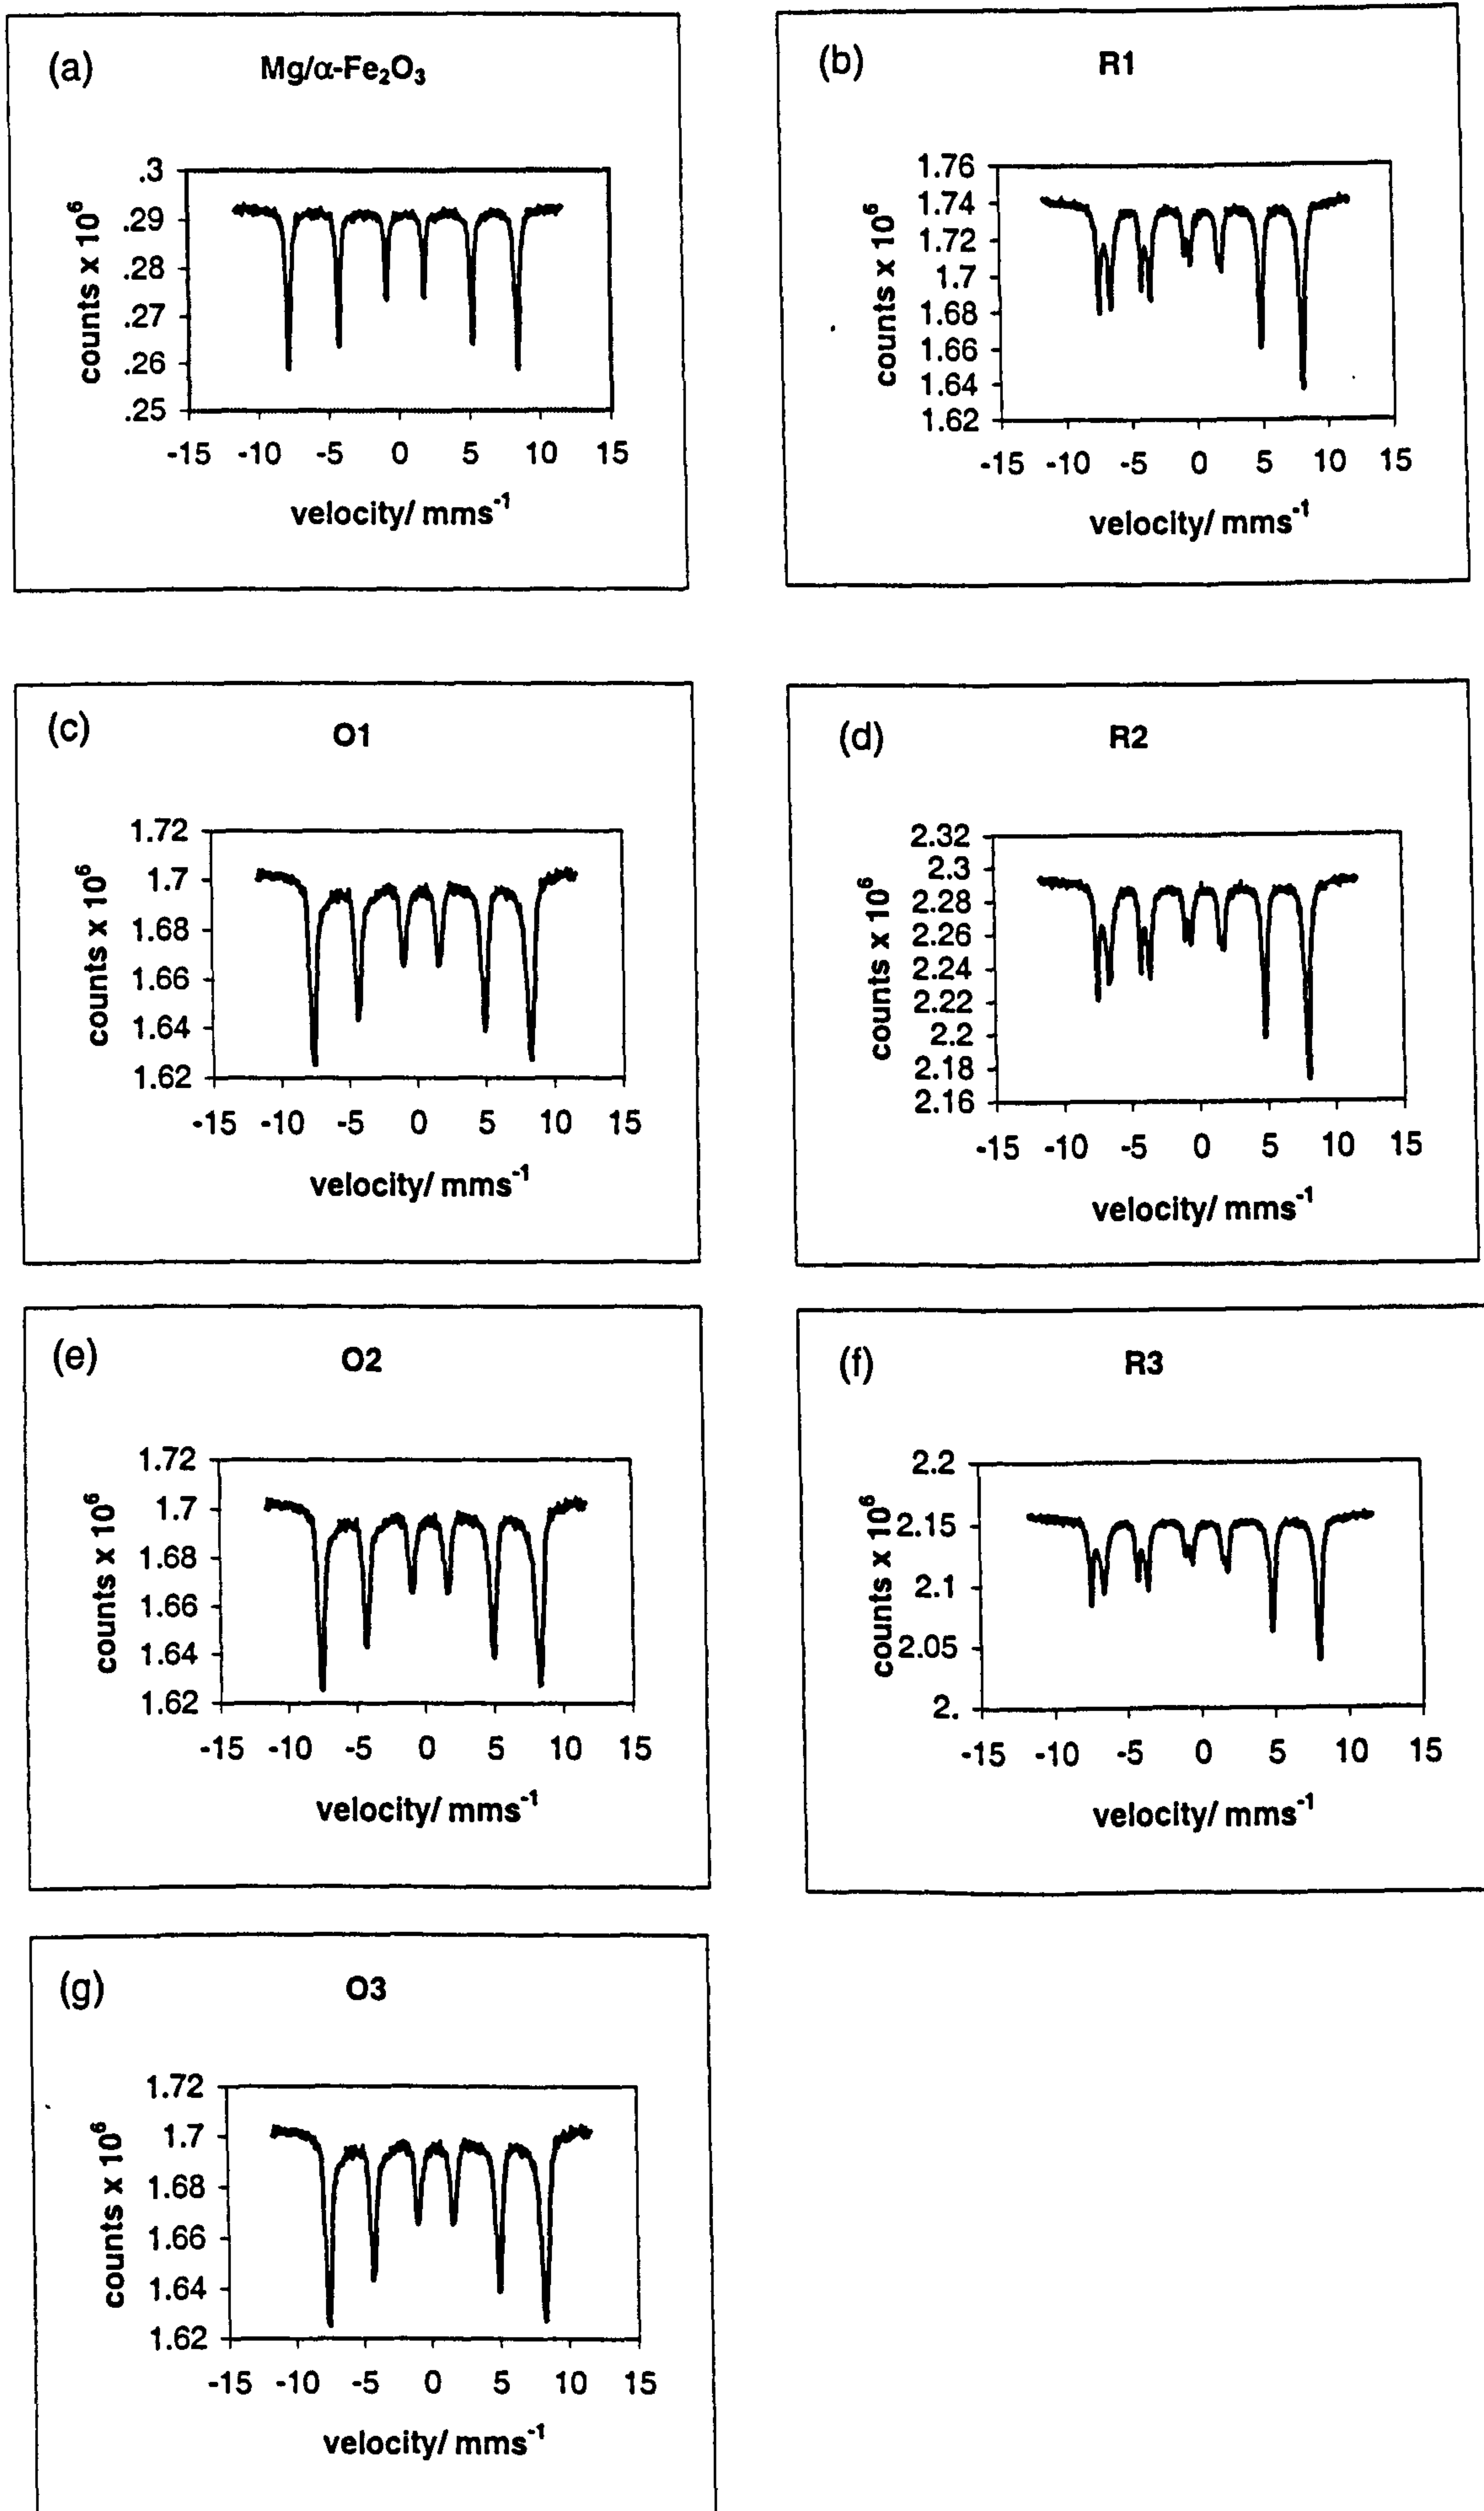 (a) Mg/α-Fe₂O₃
counts x 10⁶
.3
.29
.28
.27
.26
.25
-15 -10 -5 0 5 10 15
velocity/ mms⁻¹
(b) R1
counts x 10⁶
1.76
1.74
1.72
1.7
1.68
1.66
1.64
1.62
-15 -10 -5 0 5 10 15
velocity/ mms⁻¹
(c) O1
counts x 10⁶
1.72
1.7
1.68
1.66
1.64
1.62
-15 -10 -5 0 5 10 15
velocity/ mms⁻¹
(d) R2
counts x 10⁶
2.32
2.3
2.28
2.26
2.24
2.22
2.2
2.18
2.16
-15 -10 -5 0 5 10 15
velocity/ mms⁻¹
(e) O2
counts x 10⁶
1.72
1.7
1.68
1.66
1.64
1.62
-15 -10 -5 0 5 10 15
velocity/ mms⁻¹
(f) R3
counts x 10⁶
2.2
2.15
2.1
2.05
2.
-15 -10 -5 0 5 10 15
velocity/ mms⁻¹
(g) O3
counts x 10⁶
1.72
1.7
1.68
1.66
1.64
1.62
-15 -10 -5 0 5 10 15
velocity/ mms⁻¹